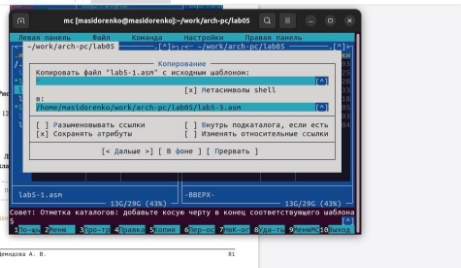 mc [masidorenko@masidorenko]:~/work/arch-pc/lab05
Левая панель Файл Команда Настройки Правая панель
~/work/arch-pc/lab05 ~/work/arch-pc/lab05
Копирование
Копировать файл "lab5-1.asm" с исходным шаблоном:
[^]
[x] Метасимволы shell
в:
/home/masidorenko/work/arch-pc/lab05/lab5-3.asm [^]
[ ] Разыменовывать ссылки [ ] Внутрь подкаталога, если есть
[x] Сохранять атрибуты [ ] Изменять относительные ссылки
[< Дальше >] [ В фоне ] [ Прервать ]
lab5-1.asm -ВВЕРХ-
13G/29G (43%) 13G/29G (43%)
Совет: Отметка каталогов: добавьте косую черту в конец соответствующего шаблона
1По~щь 2Меню 3Про~тр 4Правка 5Копия 6Пер~ос 7НвК~ог 8Уда~ть 9МенюMC 10Выход
Демидова А. В. 81